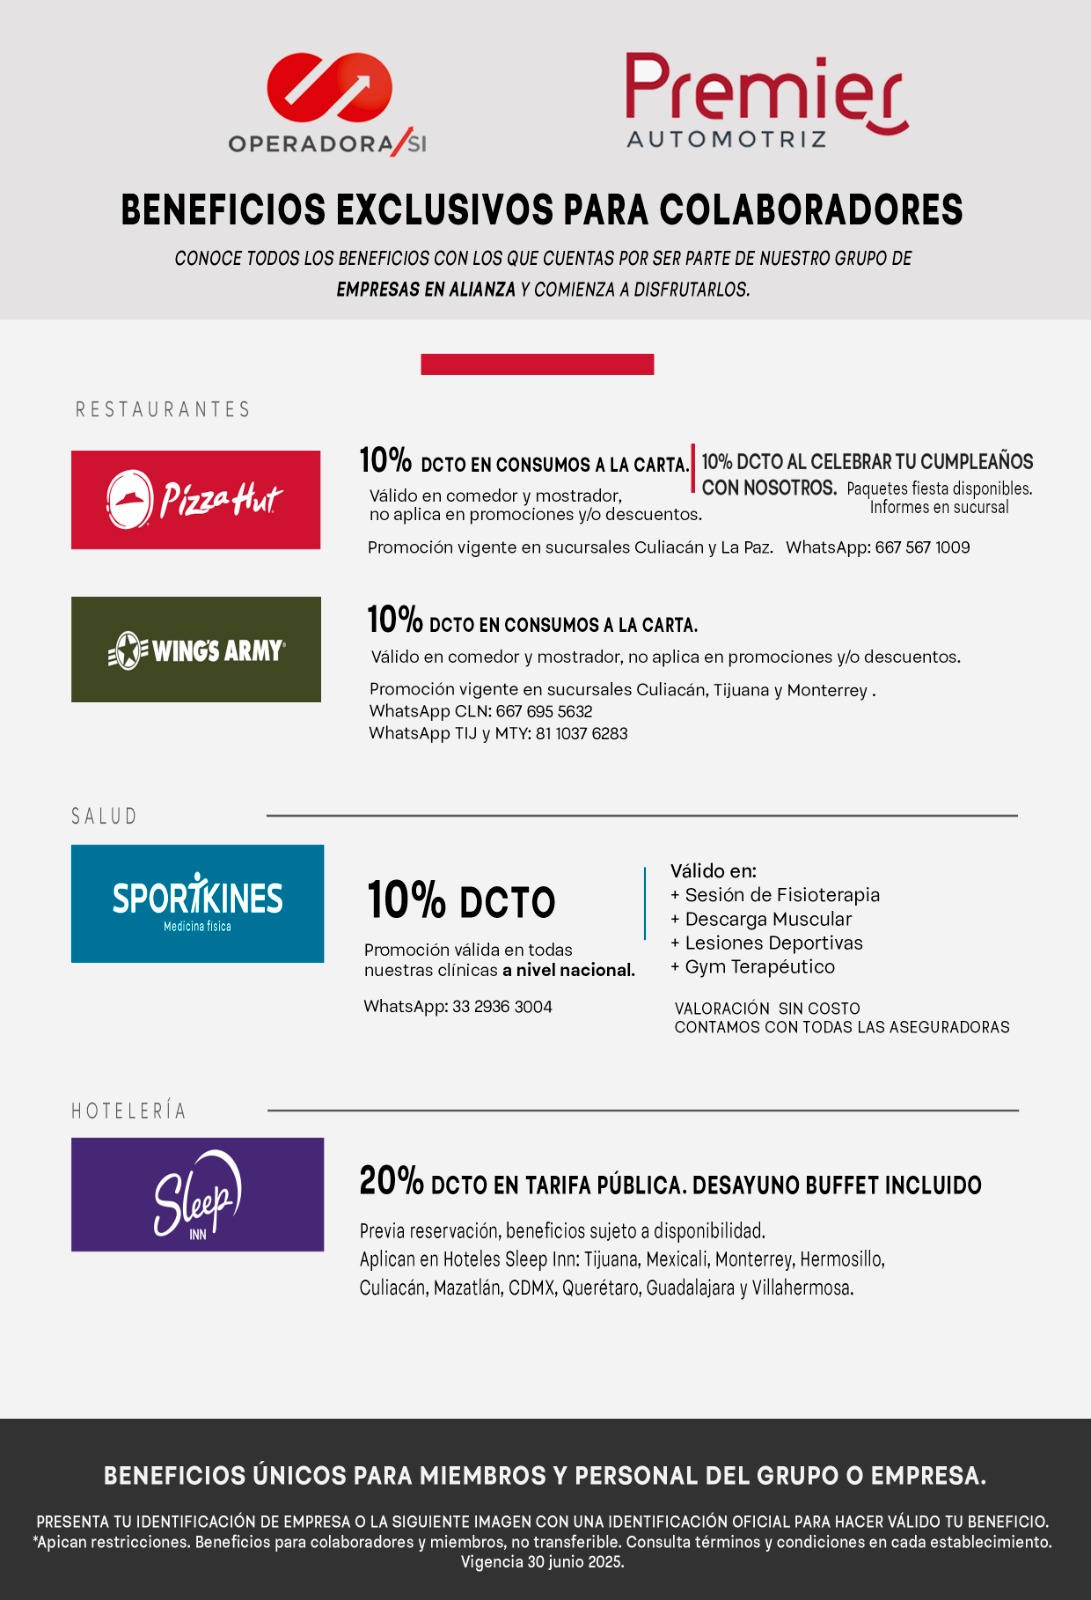 OPERADORA/SI
Premier
AUTOMOTRIZ
BENEFICIOS EXCLUSIVOS PARA COLABORADORES
CONOCE TODOS LOS BENEFICIOS CON LOS QUE CUENTAS POR SER PARTE DE NUESTRO GRUPO DE
EMPRESAS EN ALIANZA Y COMIENZA A DISFRUTARLOS.
RESTAURANTES
Pizza Hut
10% DCTO EN CONSUMOS A LA CARTA.
Válido en comedor y mostrador,
no aplica en promociones y/o descuentos.
10% DCTO AL CELEBRAR TU CUMPLEAÑOS
CON NOSOTROS. Paquetes fiesta disponibles.
Informes en sucursal
Promoción vigente en sucursales Culiacán y La Paz. WhatsApp: 667 567 1009
WING'S ARMY
10% DCTO EN CONSUMOS A LA CARTA.
Válido en comedor y mostrador, no aplica en promociones y/o descuentos.
Promoción vigente en sucursales Culiacán, Tijuana y Monterrey .
WhatsApp CLN: 667 695 5632
WhatsApp TIJ y MTY: 81 1037 6283
SALUD
SPORTKINES
Medicina física
10% DCTO
Promoción válida en todas
nuestras clínicas a nivel nacional.
WhatsApp: 33 2936 3004
Válido en:
+ Sesión de Fisioterapia
+ Descarga Muscular
+ Lesiones Deportivas
+ Gym Terapéutico
VALORACIÓN SIN COSTO
CONTAMOS CON TODAS LAS ASEGURADORAS
HOTELERÍA
Sleep
INN
20% DCTO EN TARIFA PÚBLICA. DESAYUNO BUFFET INCLUIDO
Previa reservación, beneficios sujeto a disponibilidad.
Aplican en Hoteles Sleep Inn: Tijuana, Mexicali, Monterrey, Hermosillo,
Culiacán, Mazatlán, CDMX, Querétaro, Guadalajara y Villahermosa.
BENEFICIOS ÚNICOS PARA MIEMBROS Y PERSONAL DEL GRUPO O EMPRESA.
PRESENTA TU IDENTIFICACIÓN DE EMPRESA O LA SIGUIENTE IMAGEN CON UNA IDENTIFICACIÓN OFICIAL PARA HACER VÁLIDO TU BENEFICIO.
*Apican restricciones. Beneficios para colaboradores y miembros, no transferible. Consulta términos y condiciones en cada establecimiento.
Vigencia 30 junio 2025.